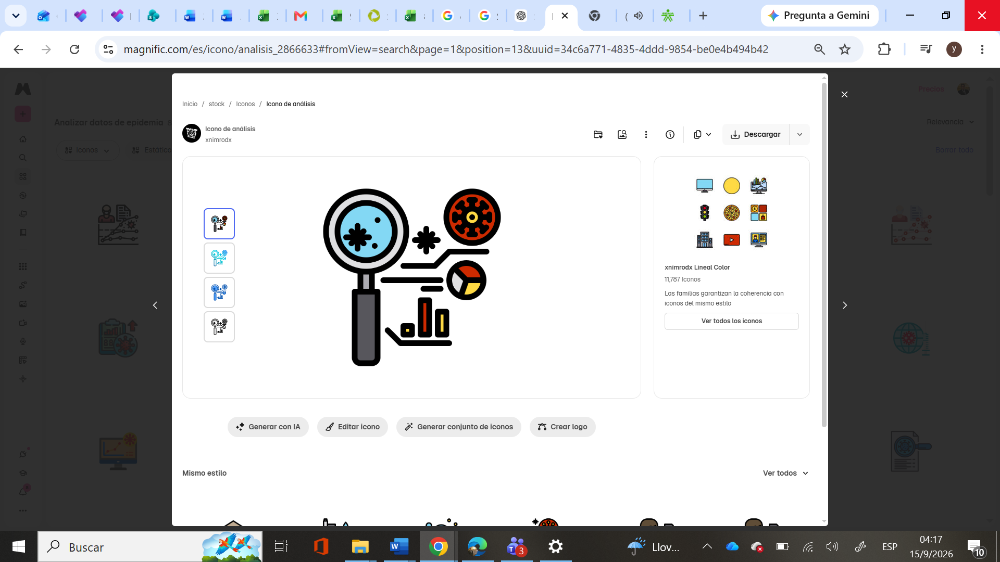 Pregunta a Gemini
magnific.com/es/icono/analisis_2866633#fromView=search&page=1&position=13&uuid=34c6a771-4835-4ddd-9854-be0e4b494b42
y
Precios
Analizar datos de epidemia
Relevancia
Iconos
Borrar todo
Inicio / stock / Iconos / Icono de análisis
Icono de análisis
xnimrodx
Descargar
xnimrodx Lineal Color
11,787 Iconos
Las familias garantizan la coherencia con
iconos del mismo estilo
Ver todos los iconos
Generar con IA
Editar icono
Generar conjunto de iconos
Crear logo
Mismo estilo
Ver todos
Buscar
3
Llov...
ESP
04:17
15/9/2026
10